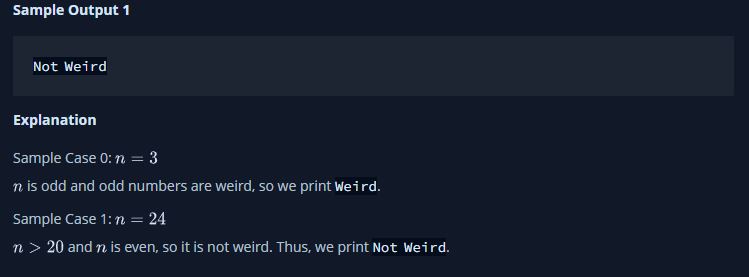 Sample Output 1
Not Weird
Explanation
Sample Case 0: n = 3
n is odd and odd numbers are weird, so we print Weird.
Sample Case 1: n = 24
n > 20 and n is even, so it is not weird. Thus, we print Not Weird.